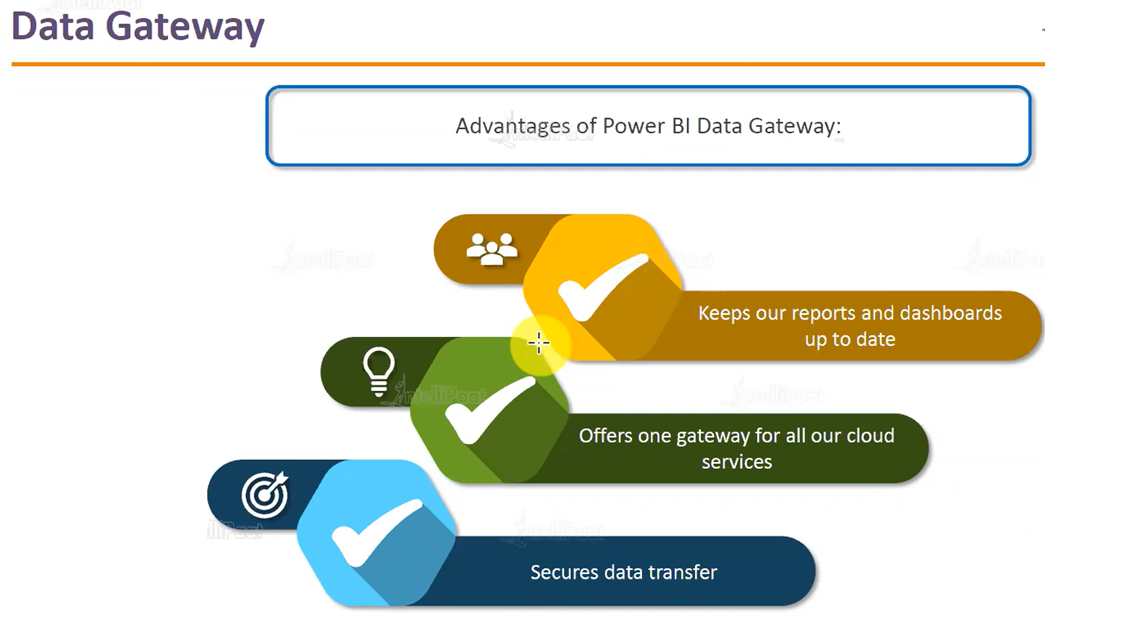 Data Gateway
Advantages of Power BI Data Gateway:
Keeps our reports and dashboards
up to date
Offers one gateway for all our cloud
services
Secures data transfer